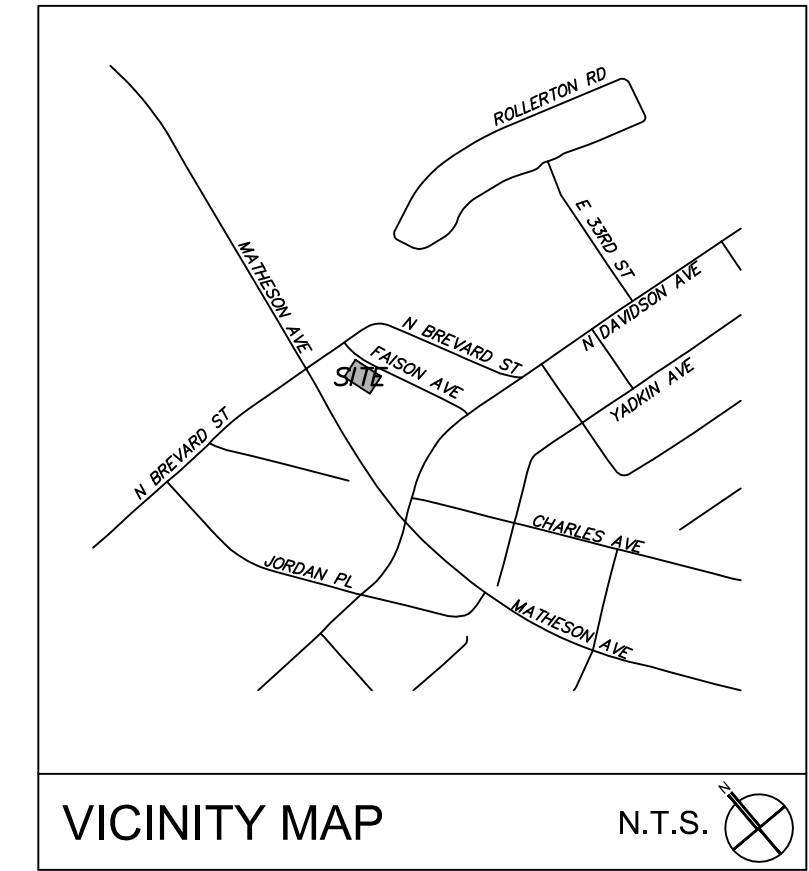 ROLLERTON RD
E 33RD ST
MATHESON AVE
N DAVIDSON AVE
N BREVARD ST
FAISON AVE
SITE
YADKIN AVE
N BREVARD ST
CHARLES AVE
JORDAN PL
MATHESON AVE
VICINITY MAP
N.T.S.
N